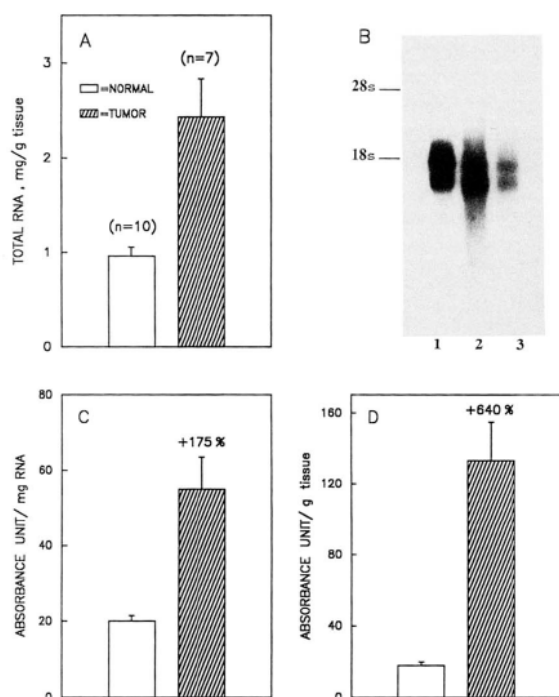 A
TOTAL RNA, mg/g tissue
3
2
1
0
□=NORMAL
▨=TUMOR
(n=10)
(n=7)
B
28s
18s
1 2 3
C
ABSORBANCE UNIT/ mg RNA
80
60
40
20
0
+175 %
D
ABSORBANCE UNIT/ g tissue
160
120
80
40
0
+640 %